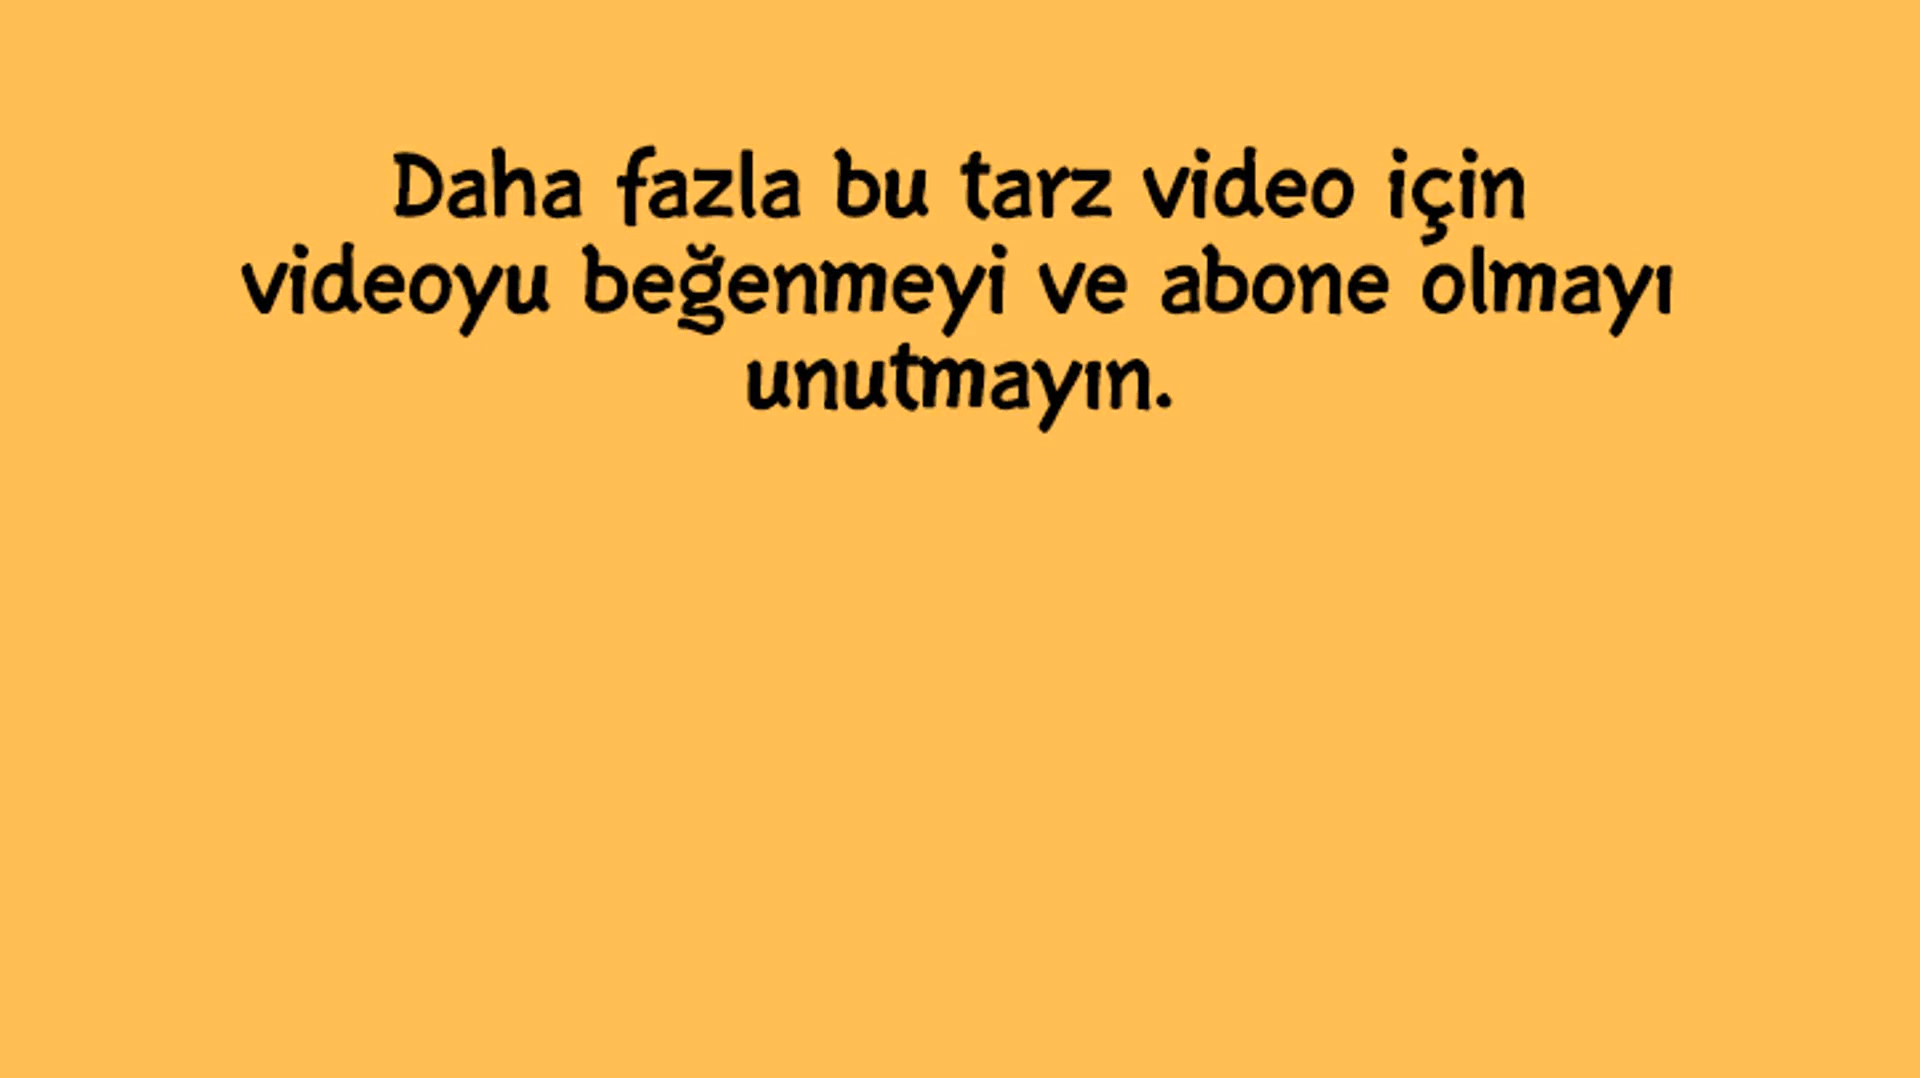 Daha fazla bu tarz video için
videoyu beğenmeyi ve abone olmayı
unutmayın.